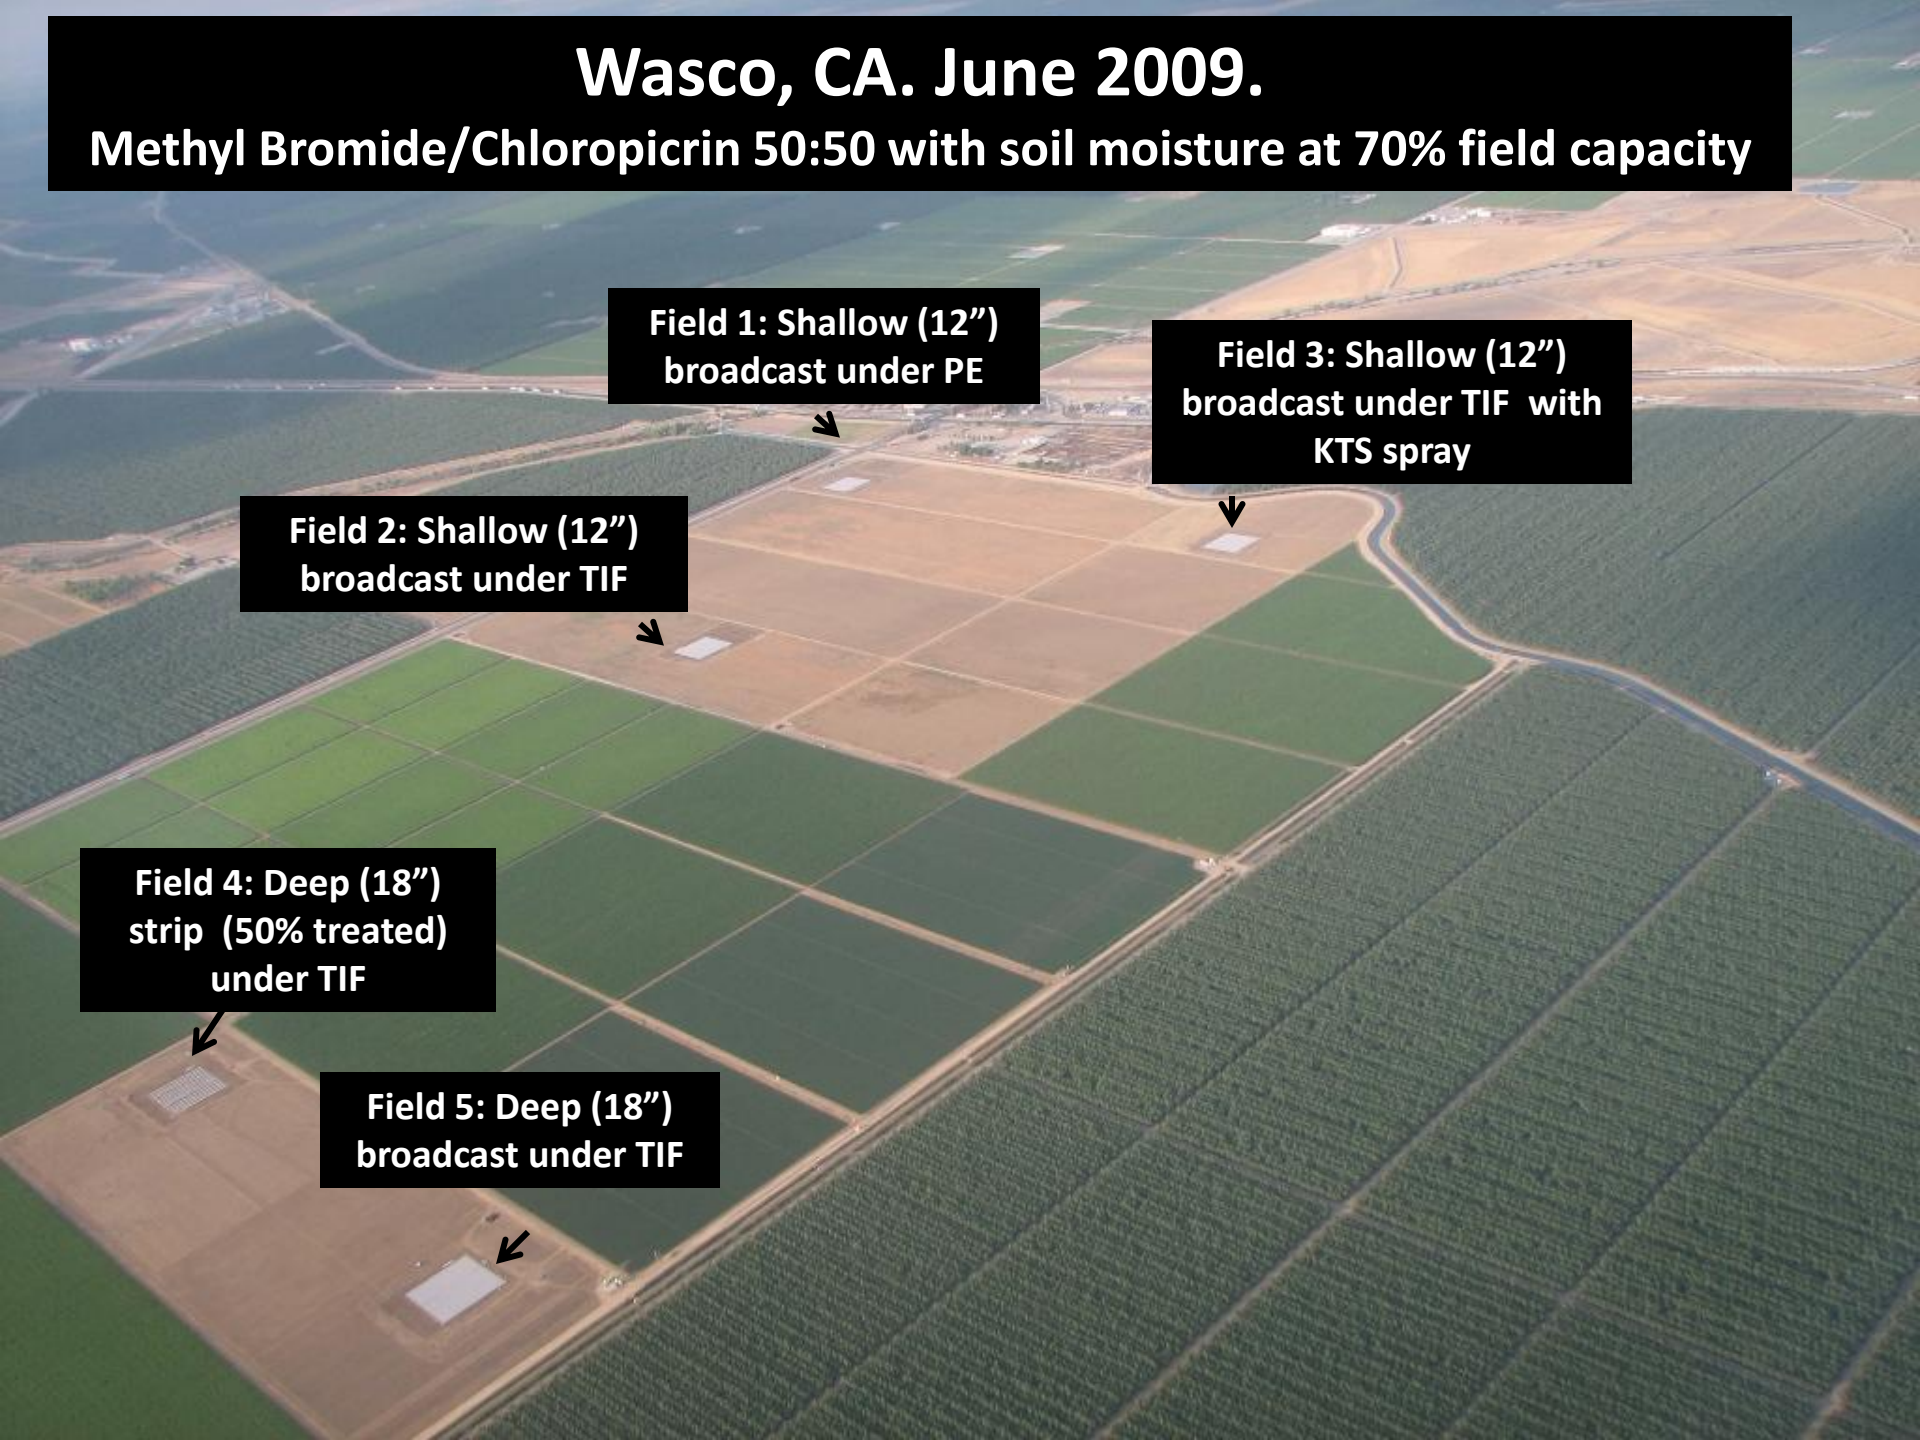 Wasco, CA. June 2009.
Methyl Bromide/Chloropicrin 50:50 with soil moisture at 70% field capacity
Field 1: Shallow (12”)
broadcast under PE
Field 3: Shallow (12”)
broadcast under TIF  with
KTS spray
Field 2: Shallow (12”)
broadcast under TIF
Field 4: Deep (18”)
strip  (50% treated)
under TIF
Field 5: Deep (18”)
broadcast under TIF